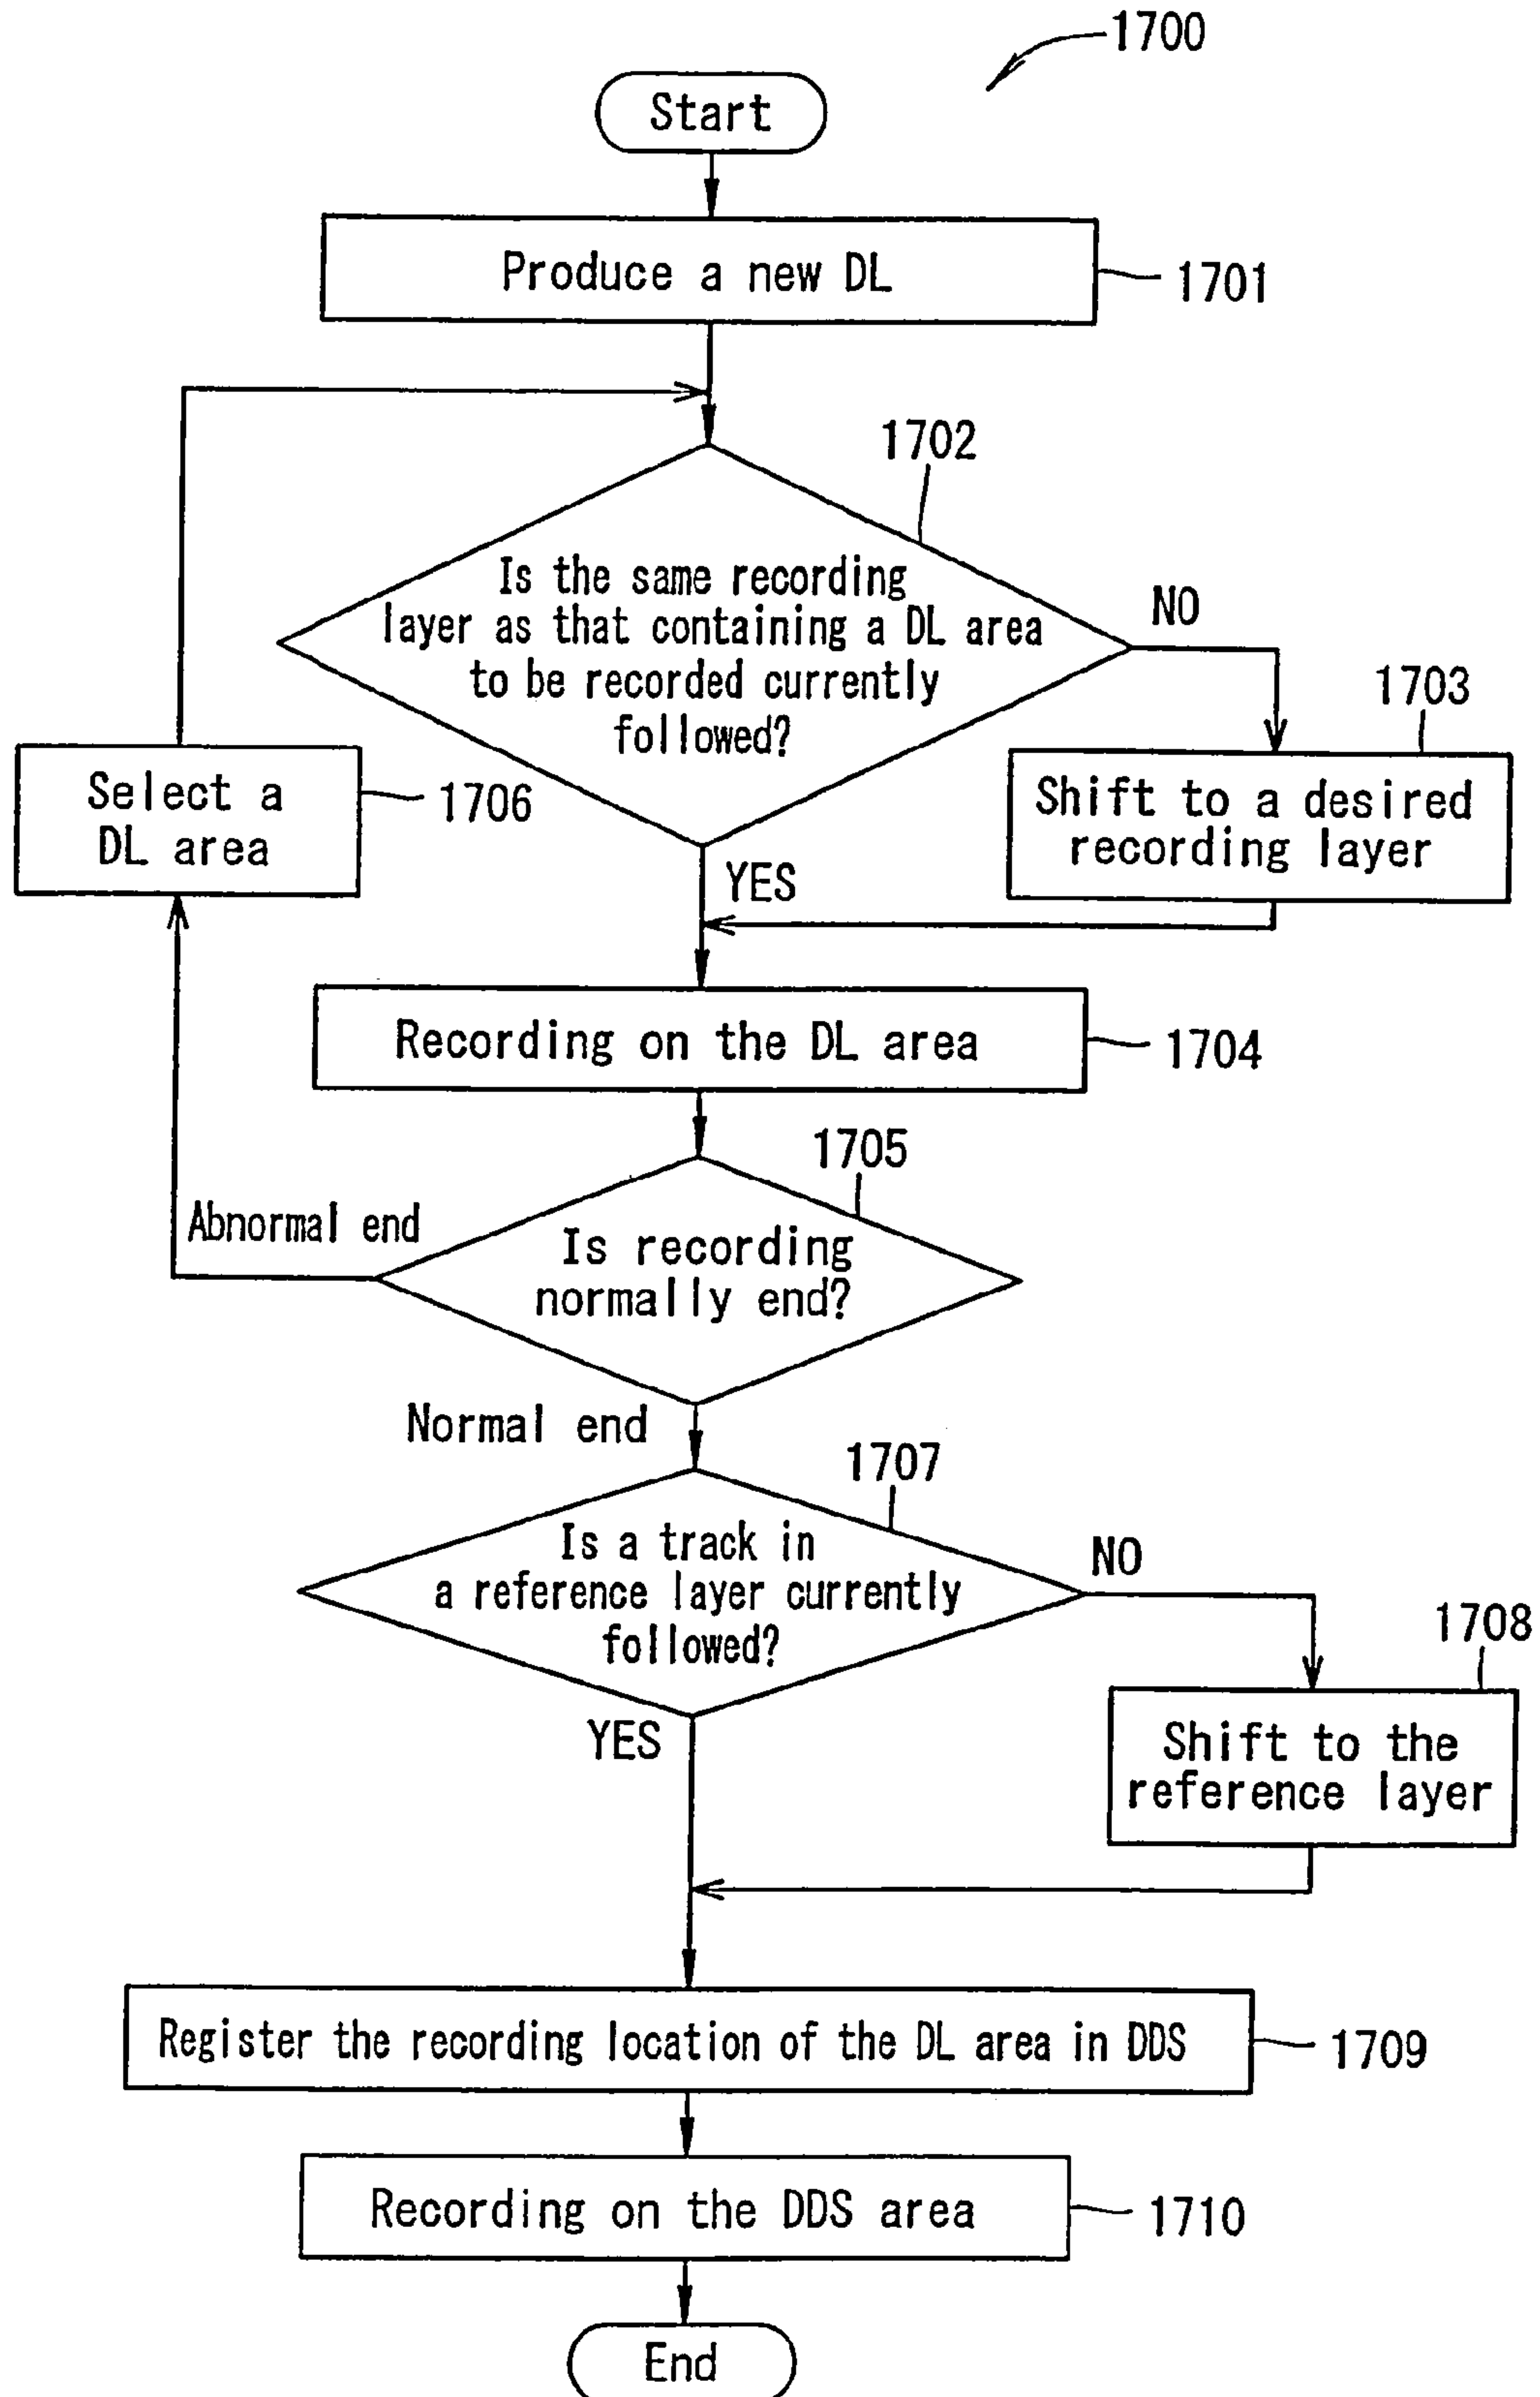 1700
Start
Produce a new DL
1701
1702
Is the same recording
layer as that containing a DL area
to be recorded currently
followed?
NO
1703
Shift to a desired
recording layer
Select a
DL area
1706
YES
Recording on the DL area
1704
1705
Abnormal end
Is recording
normally end?
Normal end
1707
Is a track in
a reference layer currently
followed?
NO
1708
Shift to the
reference layer
YES
Register the recording location of the DL area in DDS
1709
Recording on the DDS area
1710
End